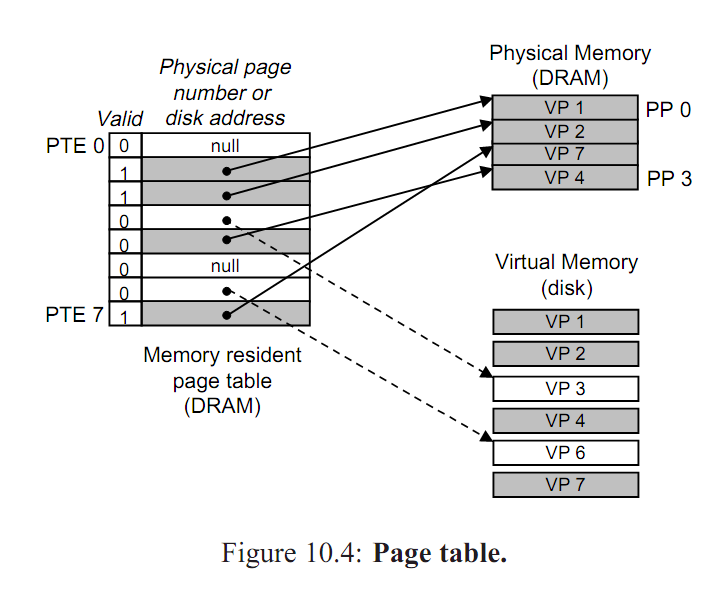 Physical page
number or
disk address
Valid
PTE 0
0
null
1
1
0
0
0
null
0
PTE 7
1
Memory resident
page table
(DRAM)
Physical Memory
(DRAM)
VP 1
PP 0
VP 2
VP 7
VP 4
PP 3
Virtual Memory
(disk)
VP 1
VP 2
VP 3
VP 4
VP 6
VP 7
Figure 10.4: Page table.